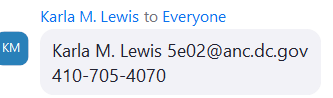 Karla M. Lewis to Everyone
KM
Karla M. Lewis 5e02@anc.dc.gov
410-705-4070